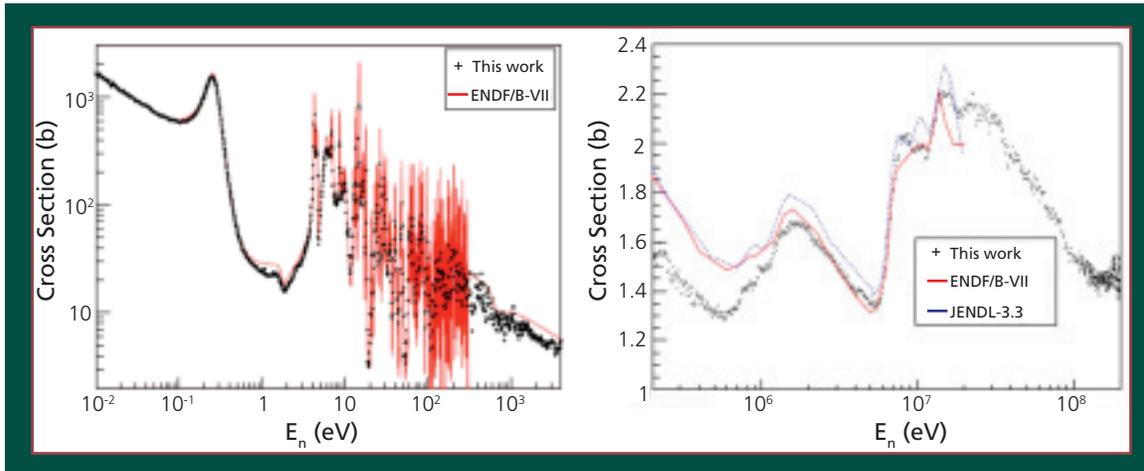 + This work
ENDF/B-VII
10³
10²
10
Cross Section (b)
10⁻² 10⁻¹ 1 10 10² 10³
Eₙ (eV)
2.4
2.2
2
1.8
1.6
1.4
1.2
1
Cross Section (b)
+ This work
ENDF/B-VII
JENDL-3.3
10⁶ 10⁷ 10⁸
Eₙ (eV)